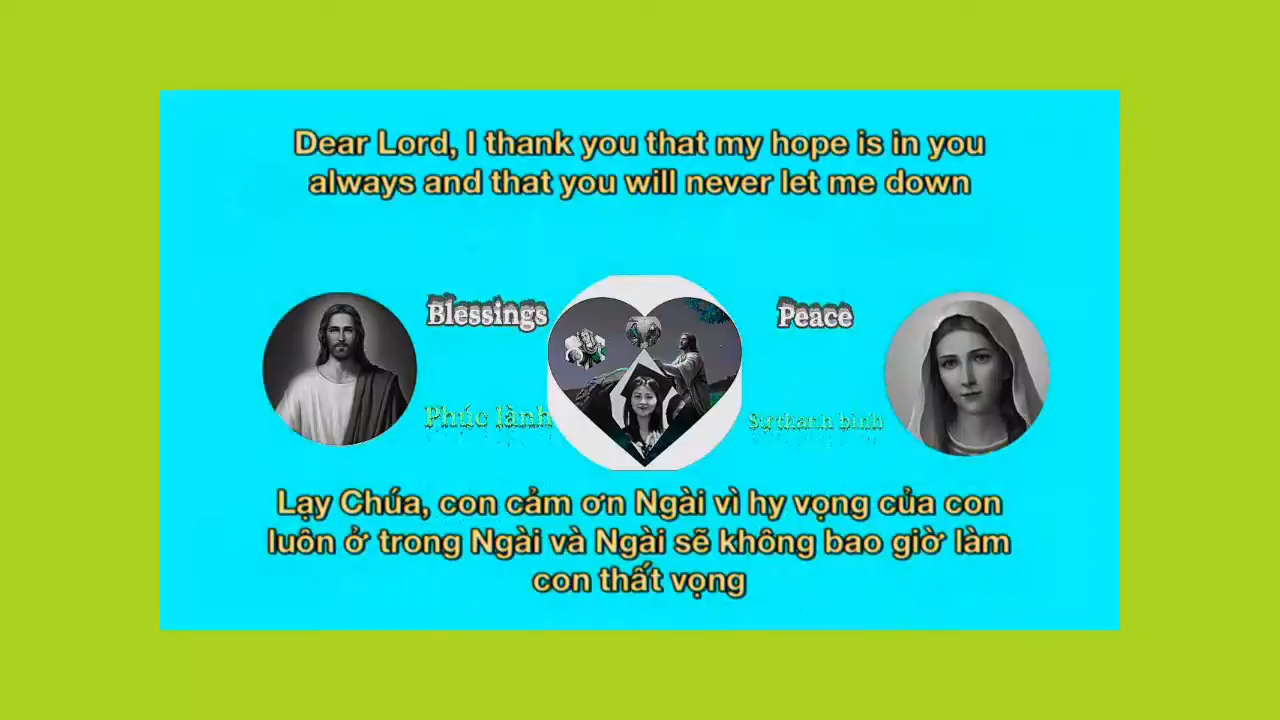 Dear Lord, I thank you that my hope is in you
always and that you will never let me down
Blessings
Peace
Phúc lành
Sự thanh bình
Lạy Chúa, con cảm ơn Ngài vì hy vọng của con
luôn ở trong Ngài và Ngài sẽ không bao giờ làm
con thất vọng